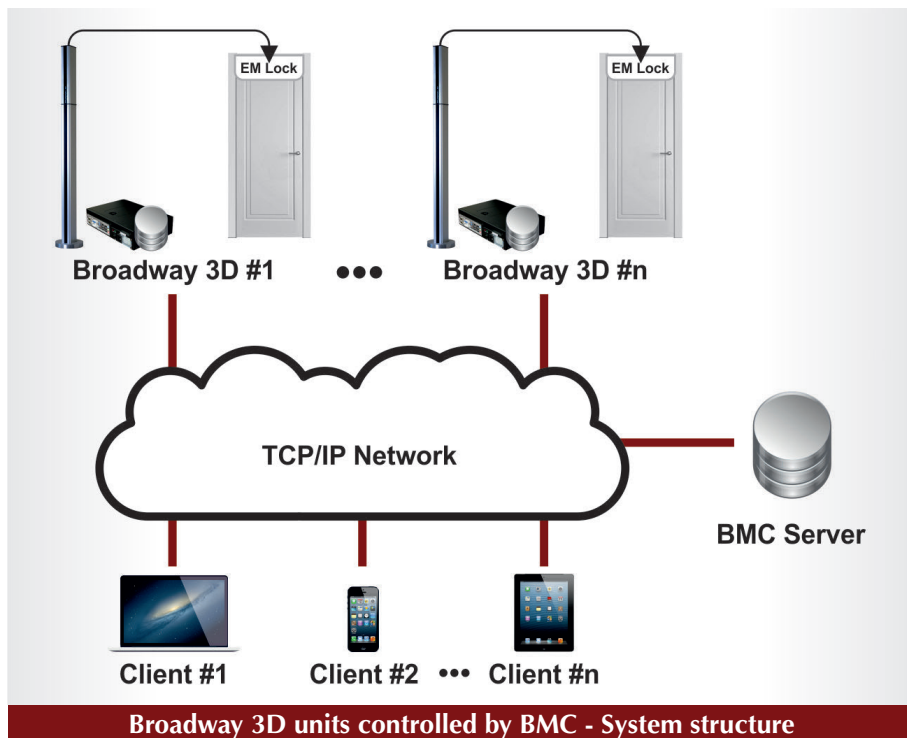 EM Lock
EM Lock
Broadway 3D #1 ••• Broadway 3D #n
TCP/IP Network
BMC Server
Client #1 Client #2 ••• Client #n
Broadway 3D units controlled by BMC - System structure